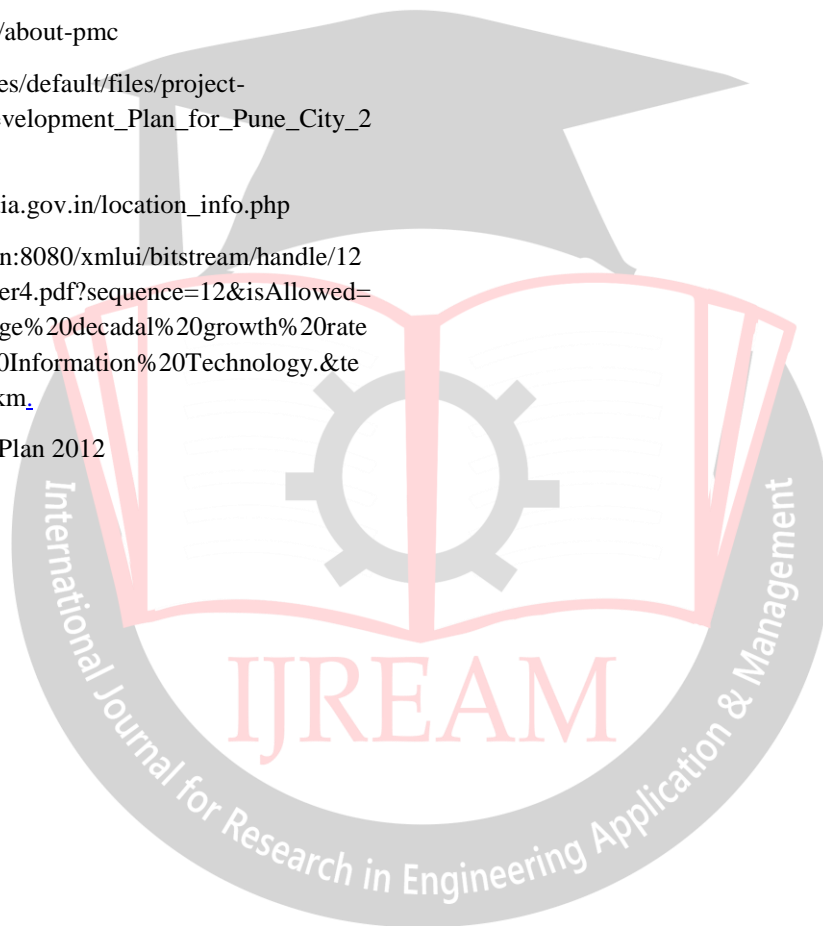 /about-pmc
es/default/files/project-
evelopment_Plan_for_Pune_City_2
ia.gov.in/location_info.php
n:8080/xmlui/bitstream/handle/12
er4.pdf?sequence=12&isAllowed=
ge%20decadal%20growth%20rate
0Information%20Technology.&te
km.
Plan 2012
IJREAM
International Journal for Research in Engineering Application & Management